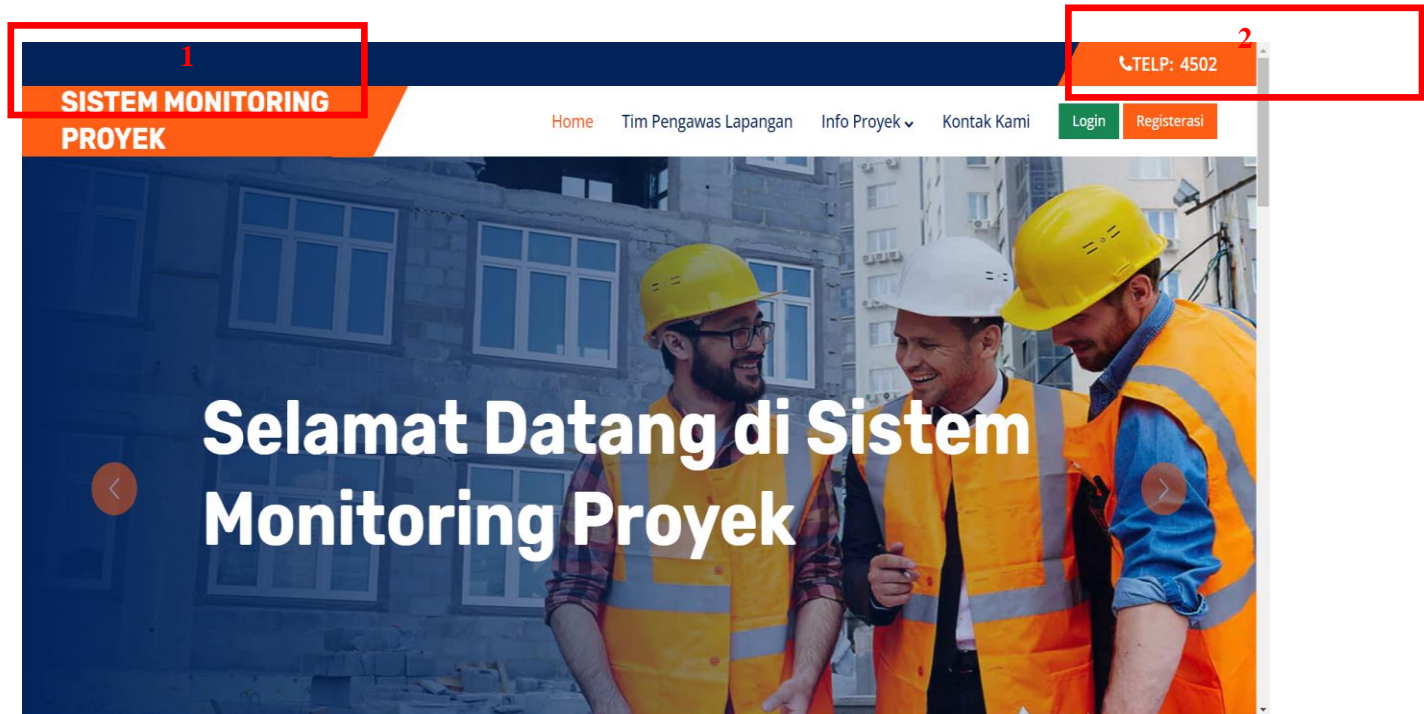 1
2
TELP: 4502
SISTEM MONITORING
PROYEK
Home Tim Pengawas Lapangan Info Proyek Kontak Kami Login Registerasi
Selamat Datang di Sistem
Monitoring Proyek